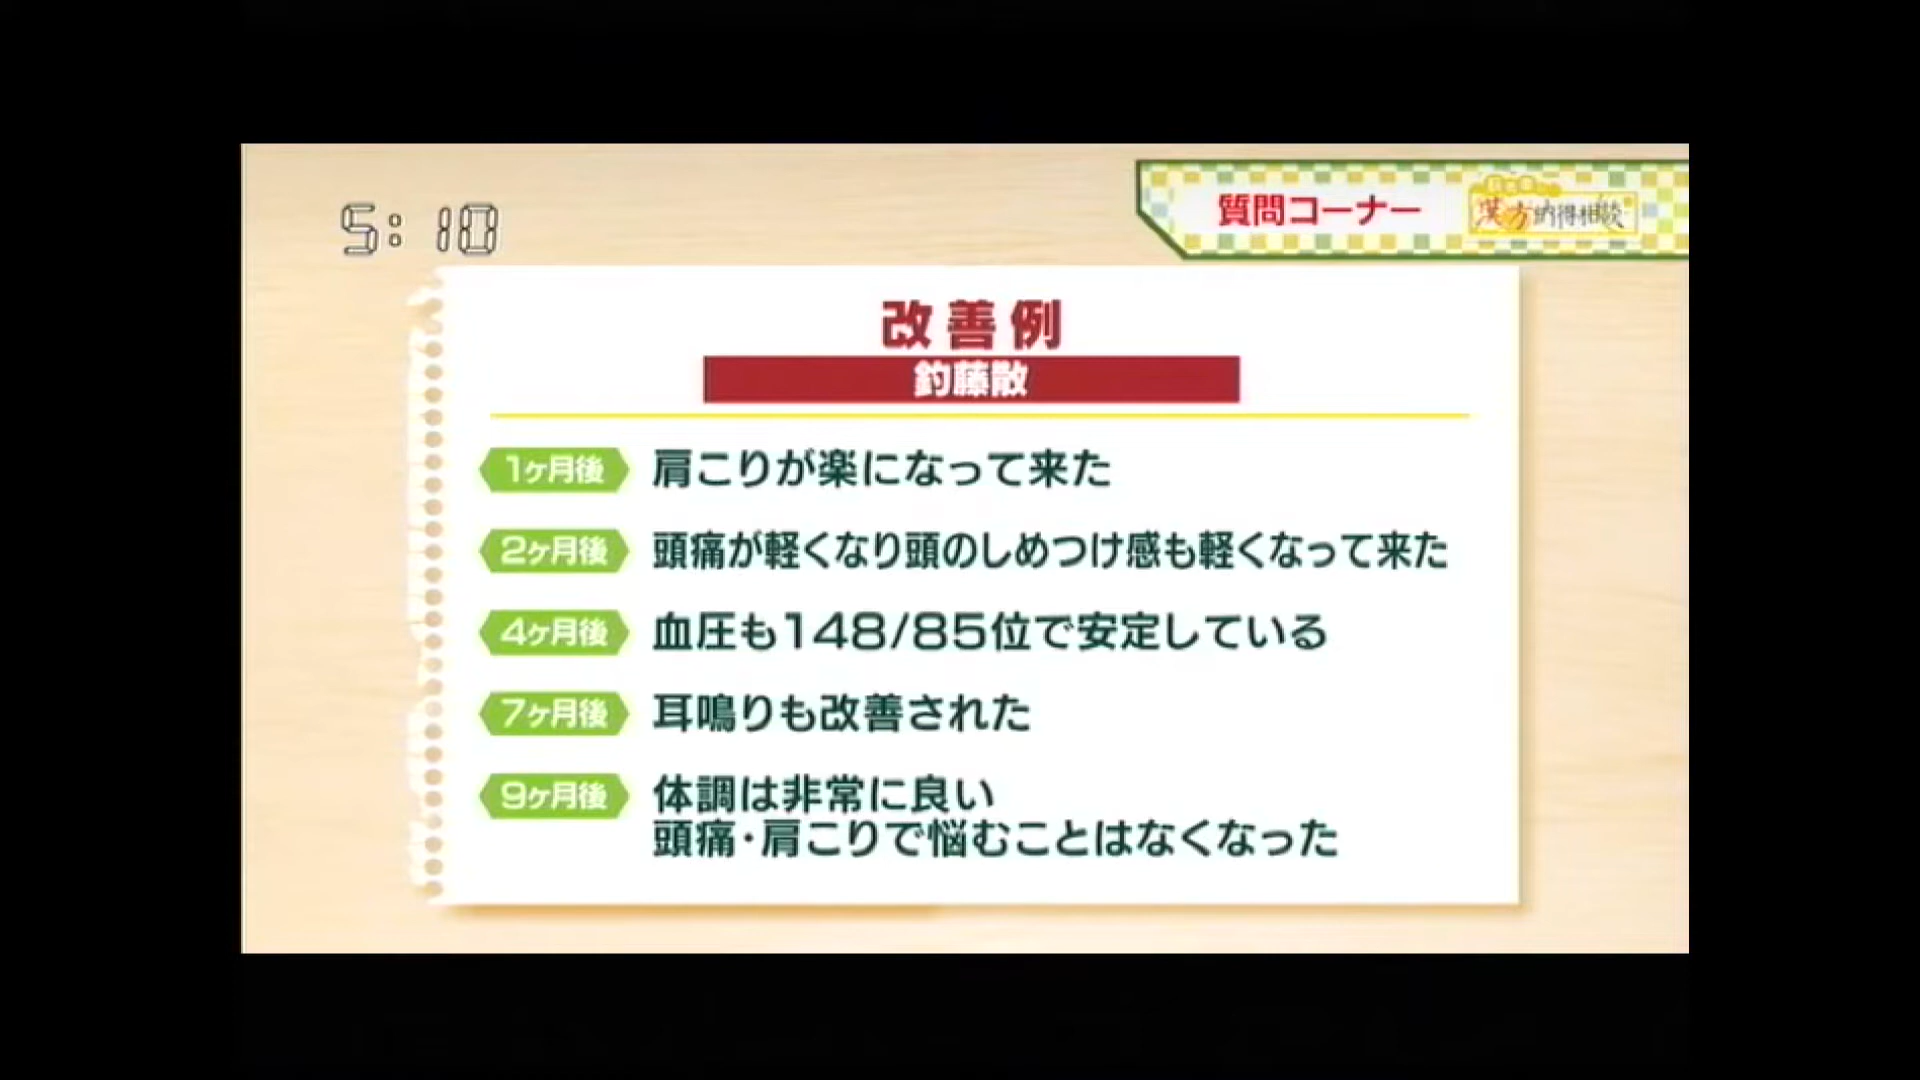 5:10
質問コーナー
漢方納得相談
改善例
釣藤散
1ヶ月後 肩こりが楽になって来た
2ヶ月後 頭痛が軽くなり頭のしめつけ感も軽くなって来た
4ヶ月後 血圧も148/85位で安定している
7ヶ月後 耳鳴りも改善された
9ヶ月後 体調は非常に良い
頭痛・肩こりで悩むことはなくなった